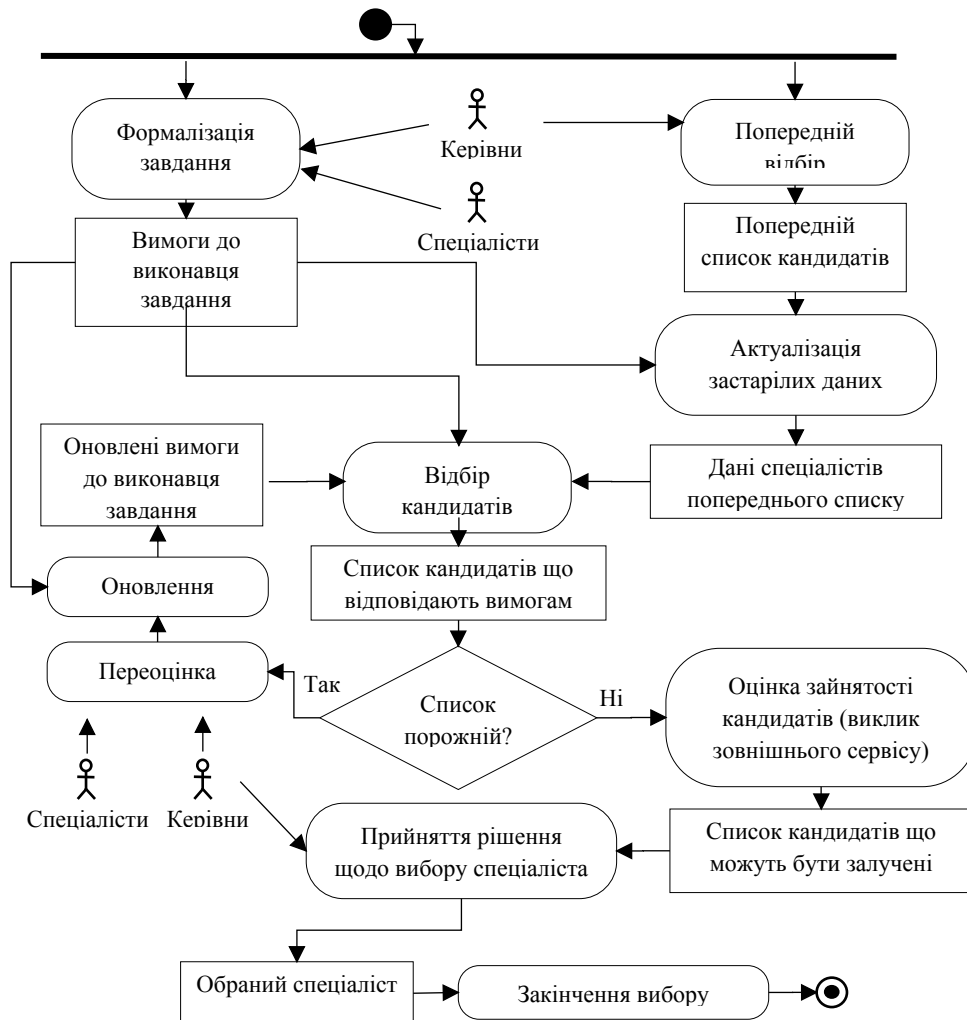 Формалізація
завдання
Керівни
Попередній
відбір
Спеціалісти
Вимоги до
виконавця
завдання
Попередній
список кандидатів
Актуалізація
застарілих даних
Оновлені вимоги
до виконавця
завдання
Відбір
кандидатів
Дані спеціалістів
попереднього списку
Оновлення
Список кандидатів що
відповідають вимогам
Переоцінка
Так
Список
порожній?
Ні
Оцінка зайнятості
кандидатів (виклик
зовнішнього сервісу)
Спеціалісти
Керівни
Прийняття рішення
щодо вибору спеціаліста
Список кандидатів що
можуть бути залучені
Обраний спеціаліст
Закінчення вибору